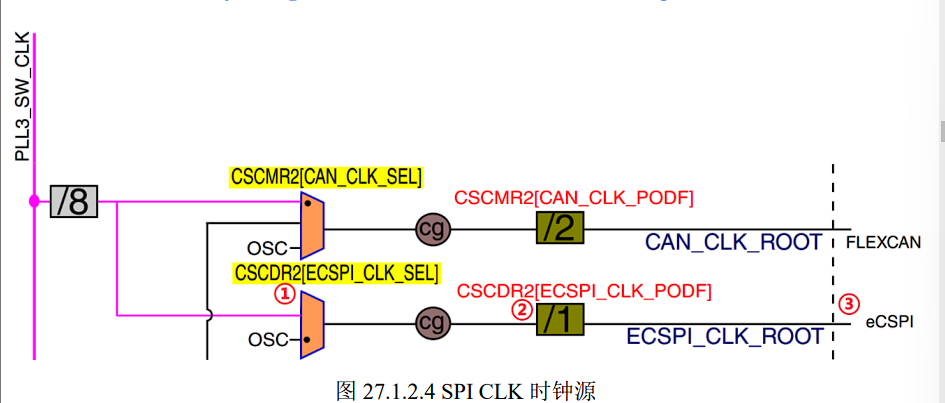 PLL3_SW_CLK
/8
CSCMR2[CAN_CLK_SEL]
CSCMR2[CAN_CLK_PODF]
cg
/2
OSC
CAN_CLK_ROOT
FLEXCAN
CSCDR2[ECSPI_CLK_SEL]
①
CSCDR2[ECSPI_CLK_PODF]
②
③
cg
/1
eCSPI
OSC
ECSPI_CLK_ROOT
图 27.1.2.4 SPI CLK 时钟源